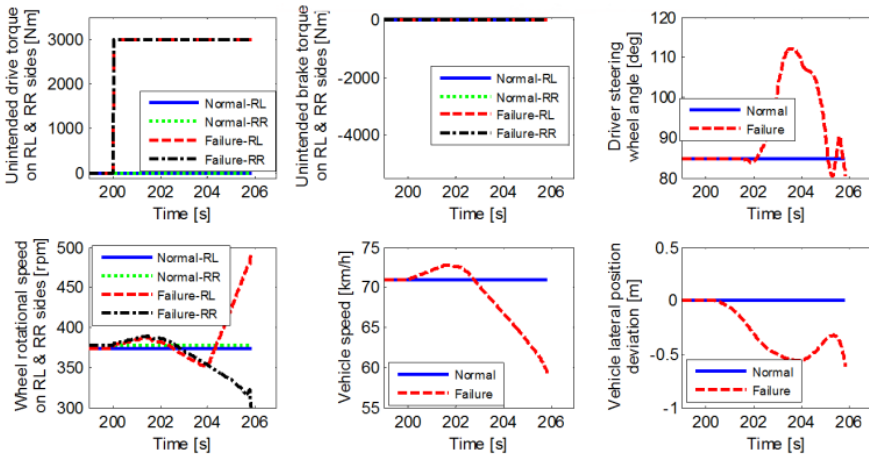 Unintended drive torque
on RL & RR sides [Nm]
3000
2000
1000
0
Normal-RL
Normal-RR
Failure-RL
Failure-RR
200
202
204
206
Time [s]
Unintended brake torque
on RL & RR sides [Nm]
0
-2000
-4000
Normal-RL
Normal-RR
Failure-RL
Failure-RR
200
202
204
206
Time [s]
Driver steering
wheel angle [deg]
120
110
100
90
80
Normal
Failure
200
202
204
206
Time [s]
Wheel rotational speed
on RL & RR sides [rpm]
500
450
400
350
300
Normal-RL
Normal-RR
Failure-RL
Failure-RR
200
202
204
206
Time [s]
Vehicle speed [km/h]
75
70
65
60
55
Normal
Failure
200
202
204
206
Time [s]
Vehicle lateral position
deviation [m]
0.5
0
-0.5
-1
Normal
Failure
200
202
204
206
Time [s]